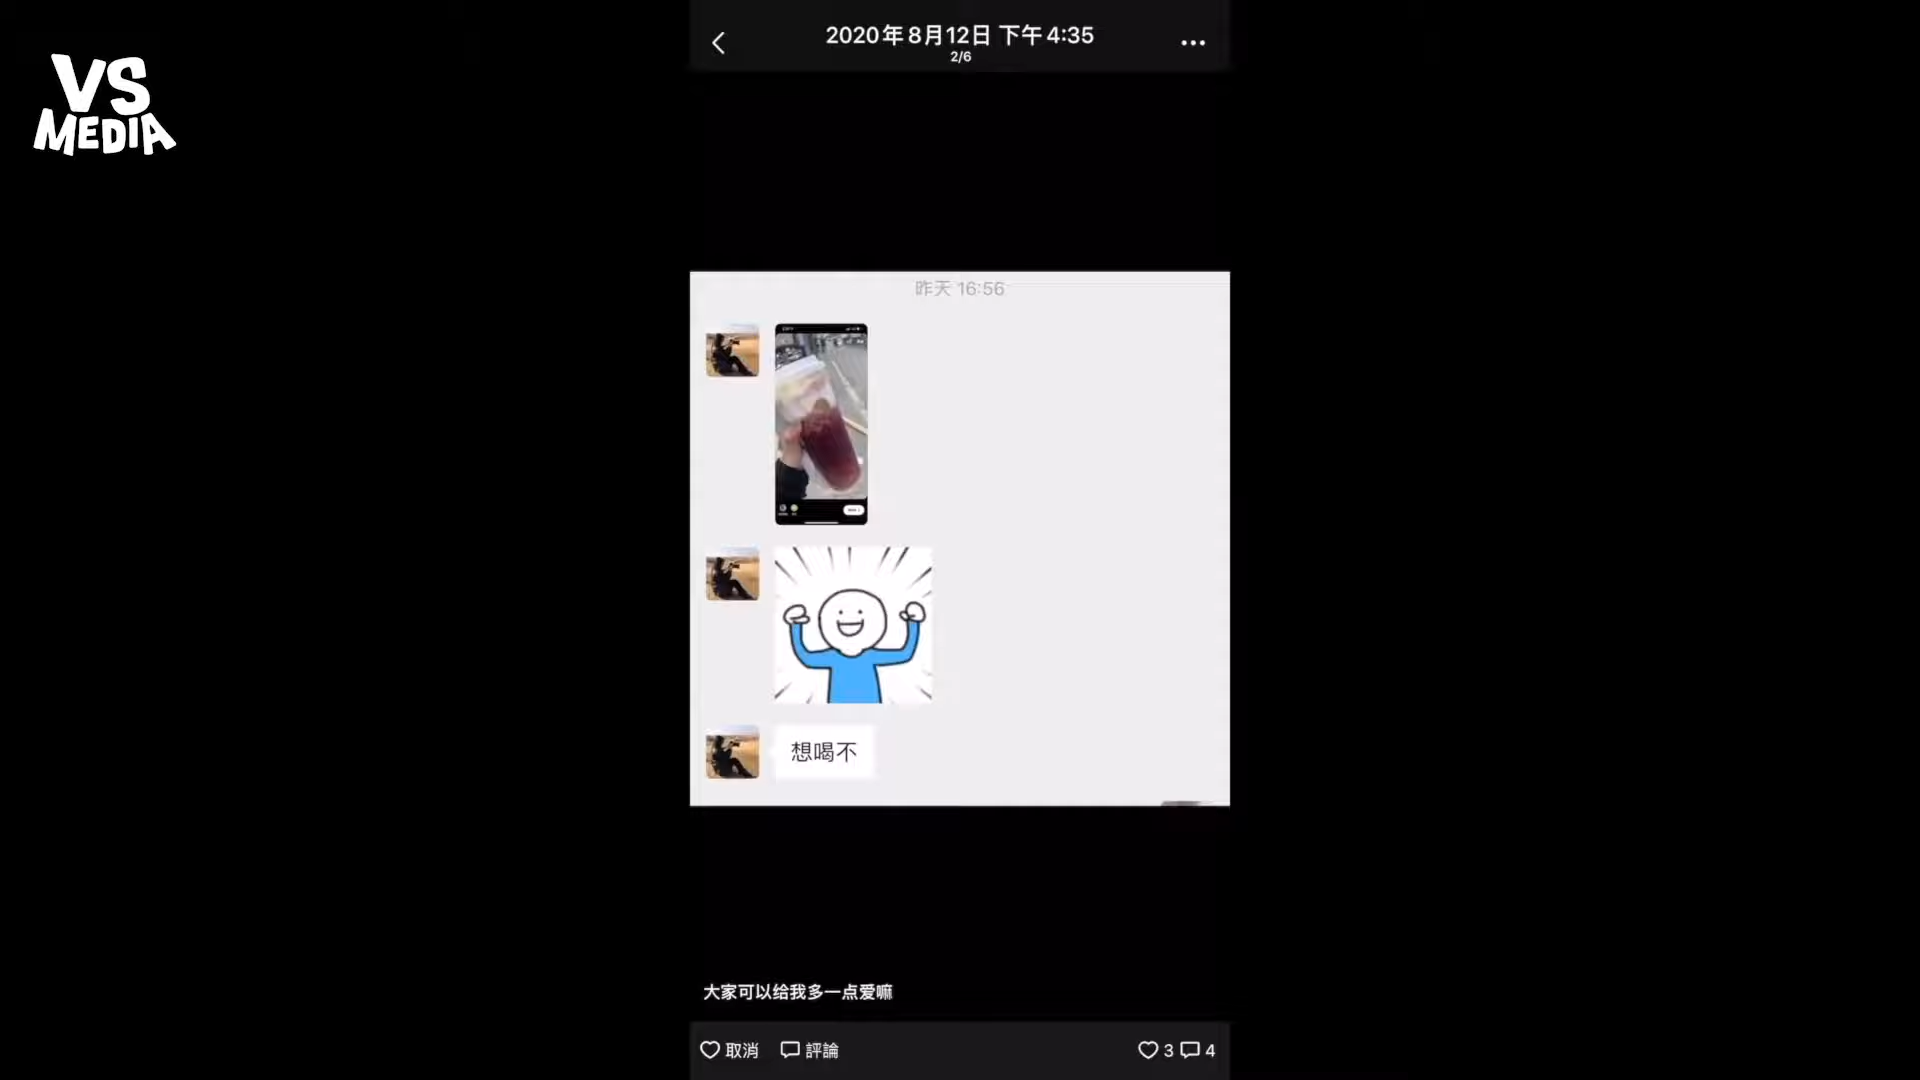 VS
MEDIA
2020年8月12日 下午4:35
2/6
昨天 16:56
想喝不
大家可以给我多一点爱嘛
取消 評論 3 4